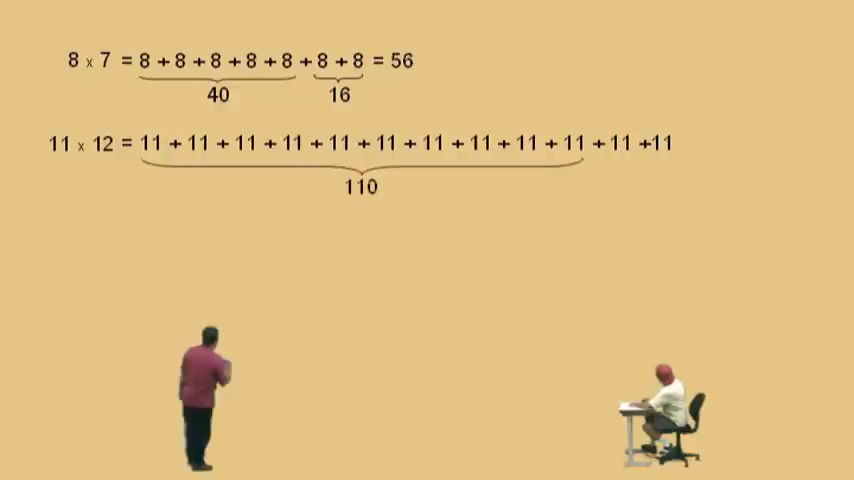 8 x 7 = 8 + 8 + 8 + 8 + 8 + 8 + 8 = 56
40 16
11 x 12 = 11 + 11 + 11 + 11 + 11 + 11 + 11 + 11 + 11 + 11 + 11 +11
110